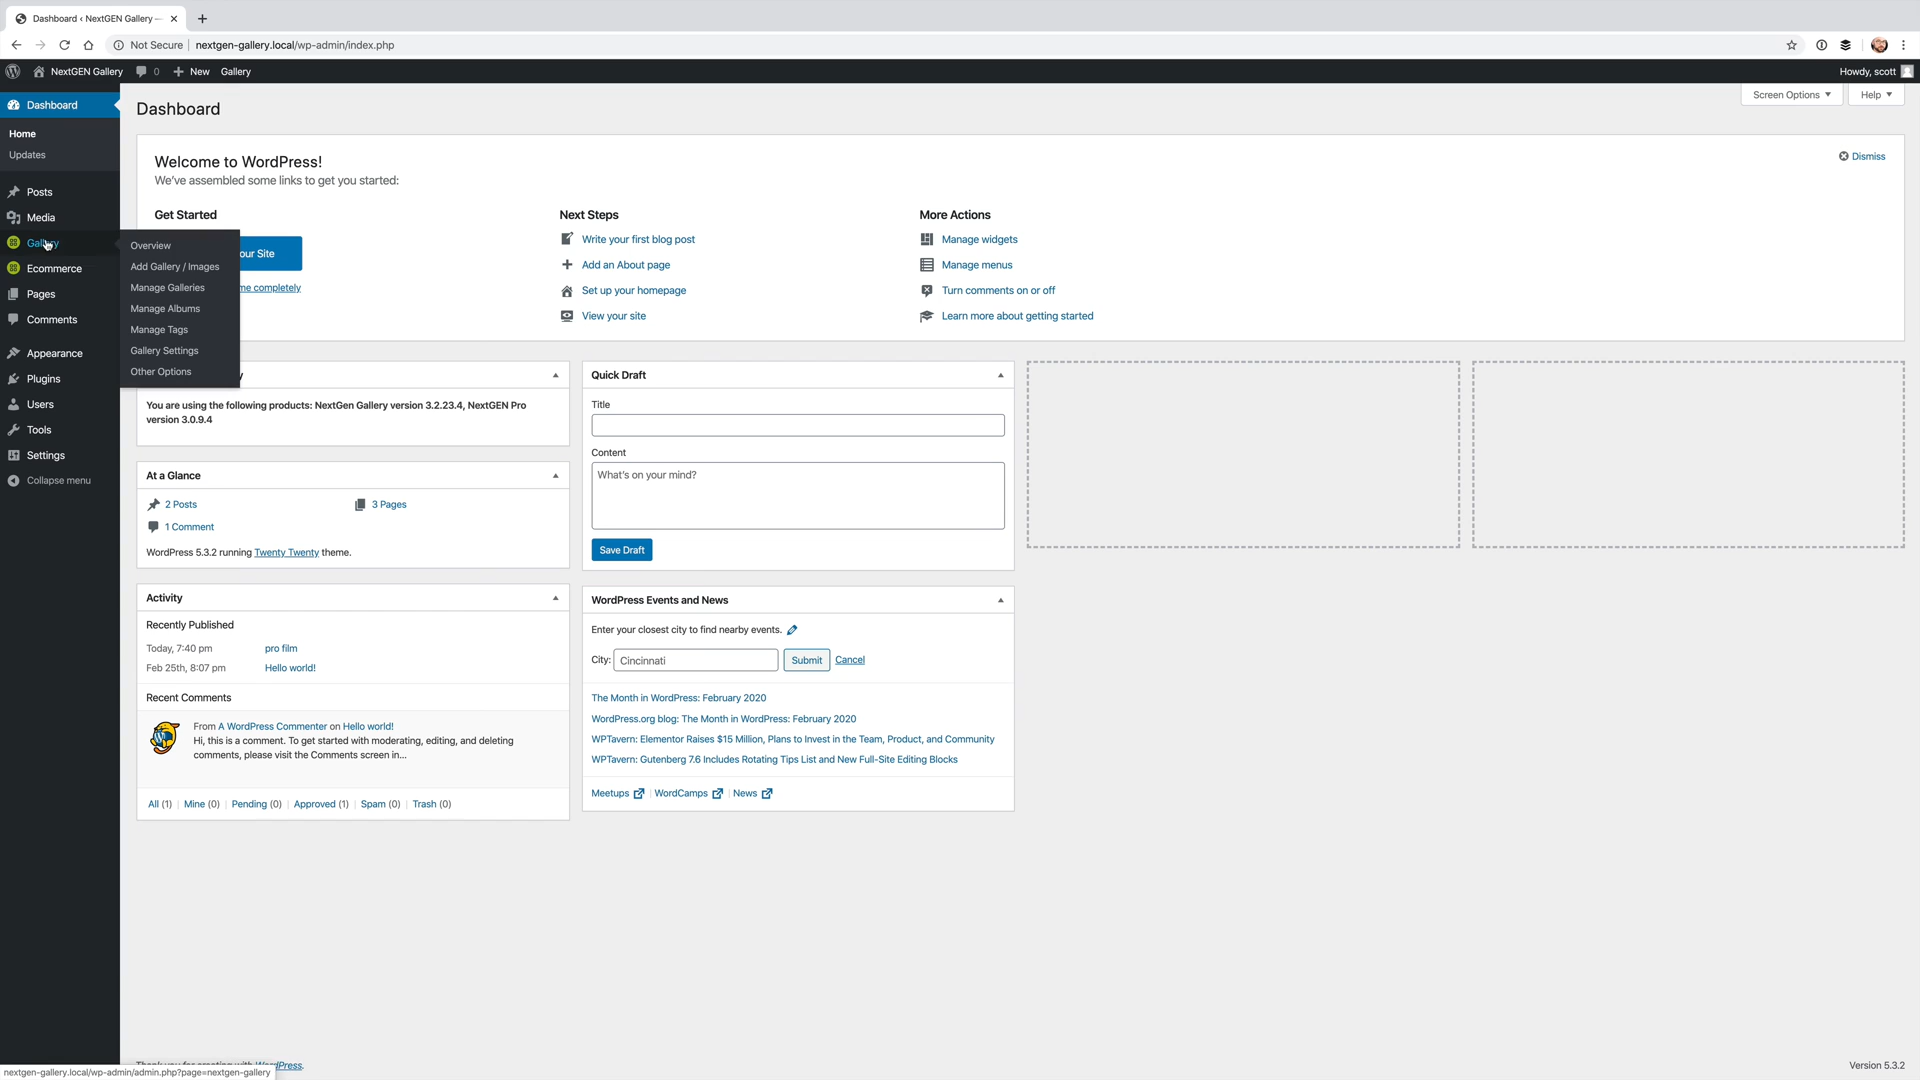 Dashboard ‹ NextGEN Gallery —
Not Secure | nextgen-gallery.local/wp-admin/index.php
NextGEN Gallery 0 New Gallery
Howdy, scott
Dashboard
Home
Updates
Posts
Media
Gallery
Ecommerce
Pages
Comments
Appearance
Plugins
Users
Tools
Settings
Collapse menu
Overview
Add Gallery / Images
Manage Galleries
Manage Albums
Manage Tags
Gallery Settings
Other Options
Dashboard
Screen Options
Help
Welcome to WordPress!
Dismiss
We've assembled some links to get you started:
Get Started
our Site
me completely
Next Steps
Write your first blog post
Add an About page
Set up your homepage
View your site
More Actions
Manage widgets
Manage menus
Turn comments on or off
Learn more about getting started
You are using the following products: NextGen Gallery version 3.2.23.4, NextGEN Pro
version 3.0.9.4
At a Glance
2 Posts
3 Pages
1 Comment
WordPress 5.3.2 running Twenty Twenty theme.
Activity
Recently Published
Today, 7:40 pm pro film
Feb 25th, 8:07 pm Hello world!
Recent Comments
From A WordPress Commenter on Hello world!
Hi, this is a comment. To get started with moderating, editing, and deleting
comments, please visit the Comments screen in...
All (1) | Mine (0) | Pending (0) | Approved (1) | Spam (0) | Trash (0)
Quick Draft
Title
Content
What's on your mind?
Save Draft
WordPress Events and News
Enter your closest city to find nearby events.
City: Cincinnati Submit Cancel
The Month in WordPress: February 2020
WordPress.org blog: The Month in WordPress: February 2020
WPTavern: Elementor Raises $15 Million, Plans to Invest in the Team, Product, and Community
WPTavern: Gutenberg 7.6 Includes Rotating Tips List and New Full-Site Editing Blocks
Meetups | WordCamps | News
Press.
Version 5.3.2
nextgen-gallery.local/wp-admin/admin.php?page=nextgen-gallery